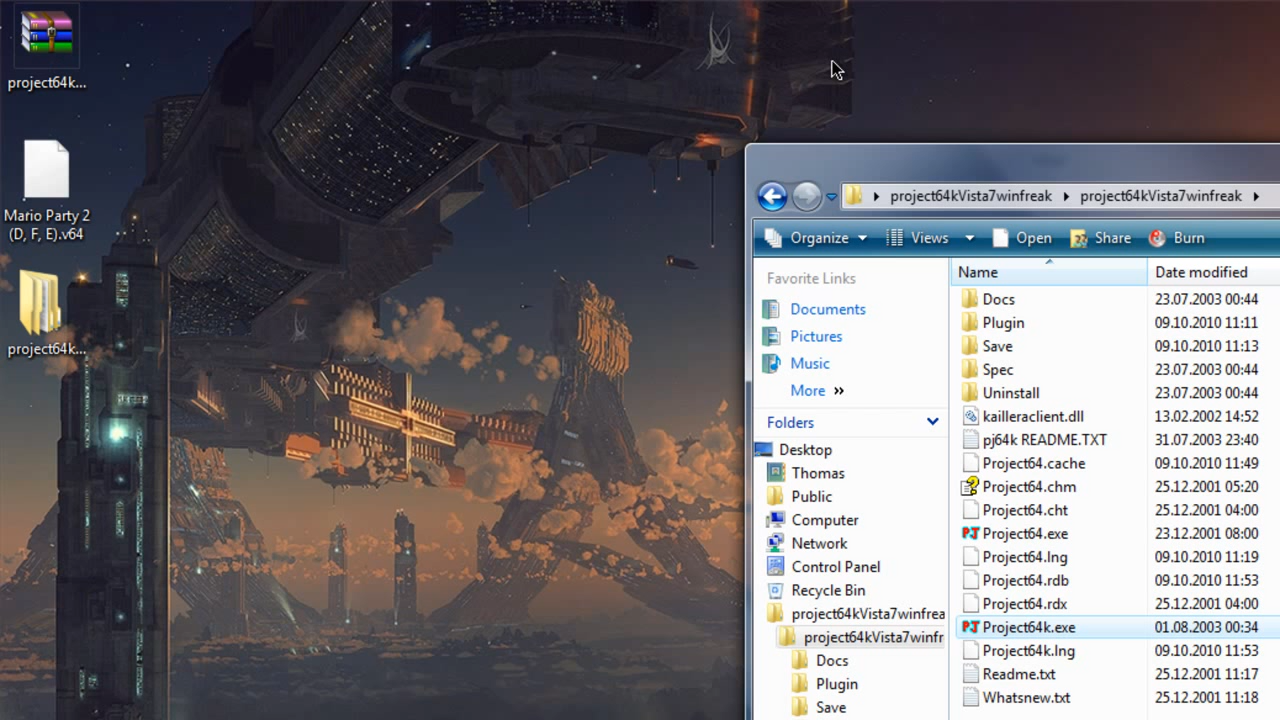 project64k...
Mario Party 2
(D, F, E).v64
project64k...
project64kVista7winfreak
project64kVista7winfreak
Organize
Views
Open
Share
Burn
Favorite Links
Documents
Pictures
Music
More
Folders
Desktop
Thomas
Public
Computer
Network
Control Panel
Recycle Bin
project64kVista7winfrea
project64kVista7winfr
Docs
Plugin
Save
Name Date modified
Docs 23.07.2003 00:44
Plugin 09.10.2010 11:11
Save 09.10.2010 11:13
Spec 23.07.2003 00:44
Uninstall 23.07.2003 00:44
kailleraclient.dll 13.02.2002 14:52
pj64k README.TXT 31.07.2003 23:40
Project64.cache 09.10.2010 11:49
Project64.chm 25.12.2001 05:20
Project64.cht 25.12.2001 04:00
Project64.exe 23.12.2001 08:00
Project64.lng 09.10.2010 11:19
Project64.rdb 09.10.2010 11:53
Project64.rdx 25.12.2001 04:00
Project64k.exe 01.08.2003 00:34
Project64k.lng 09.10.2010 11:53
Readme.txt 25.12.2001 11:17
Whatsnew.txt 25.12.2001 11:18